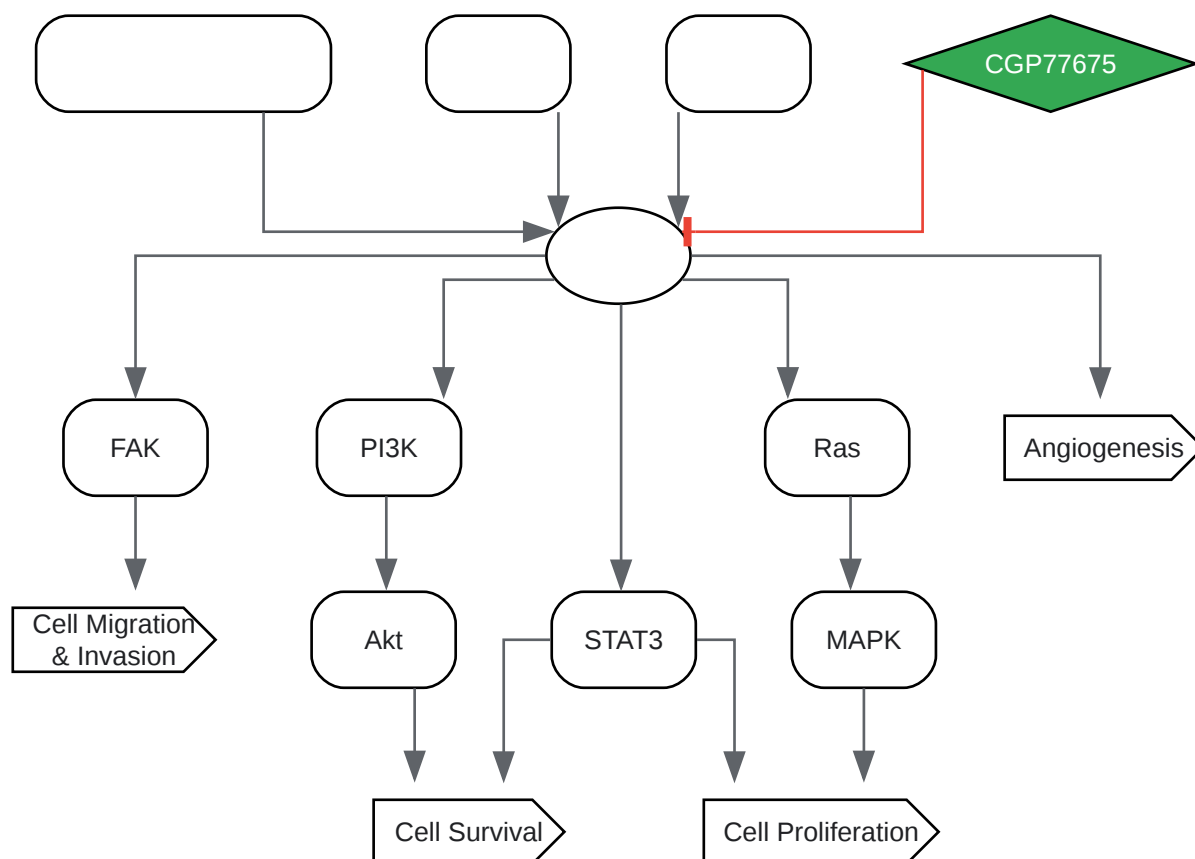 CGP77675
FAK
PI3K
Ras
Angiogenesis
Cell Migration
& Invasion
Akt
STAT3
MAPK
Cell Survival
Cell Proliferation